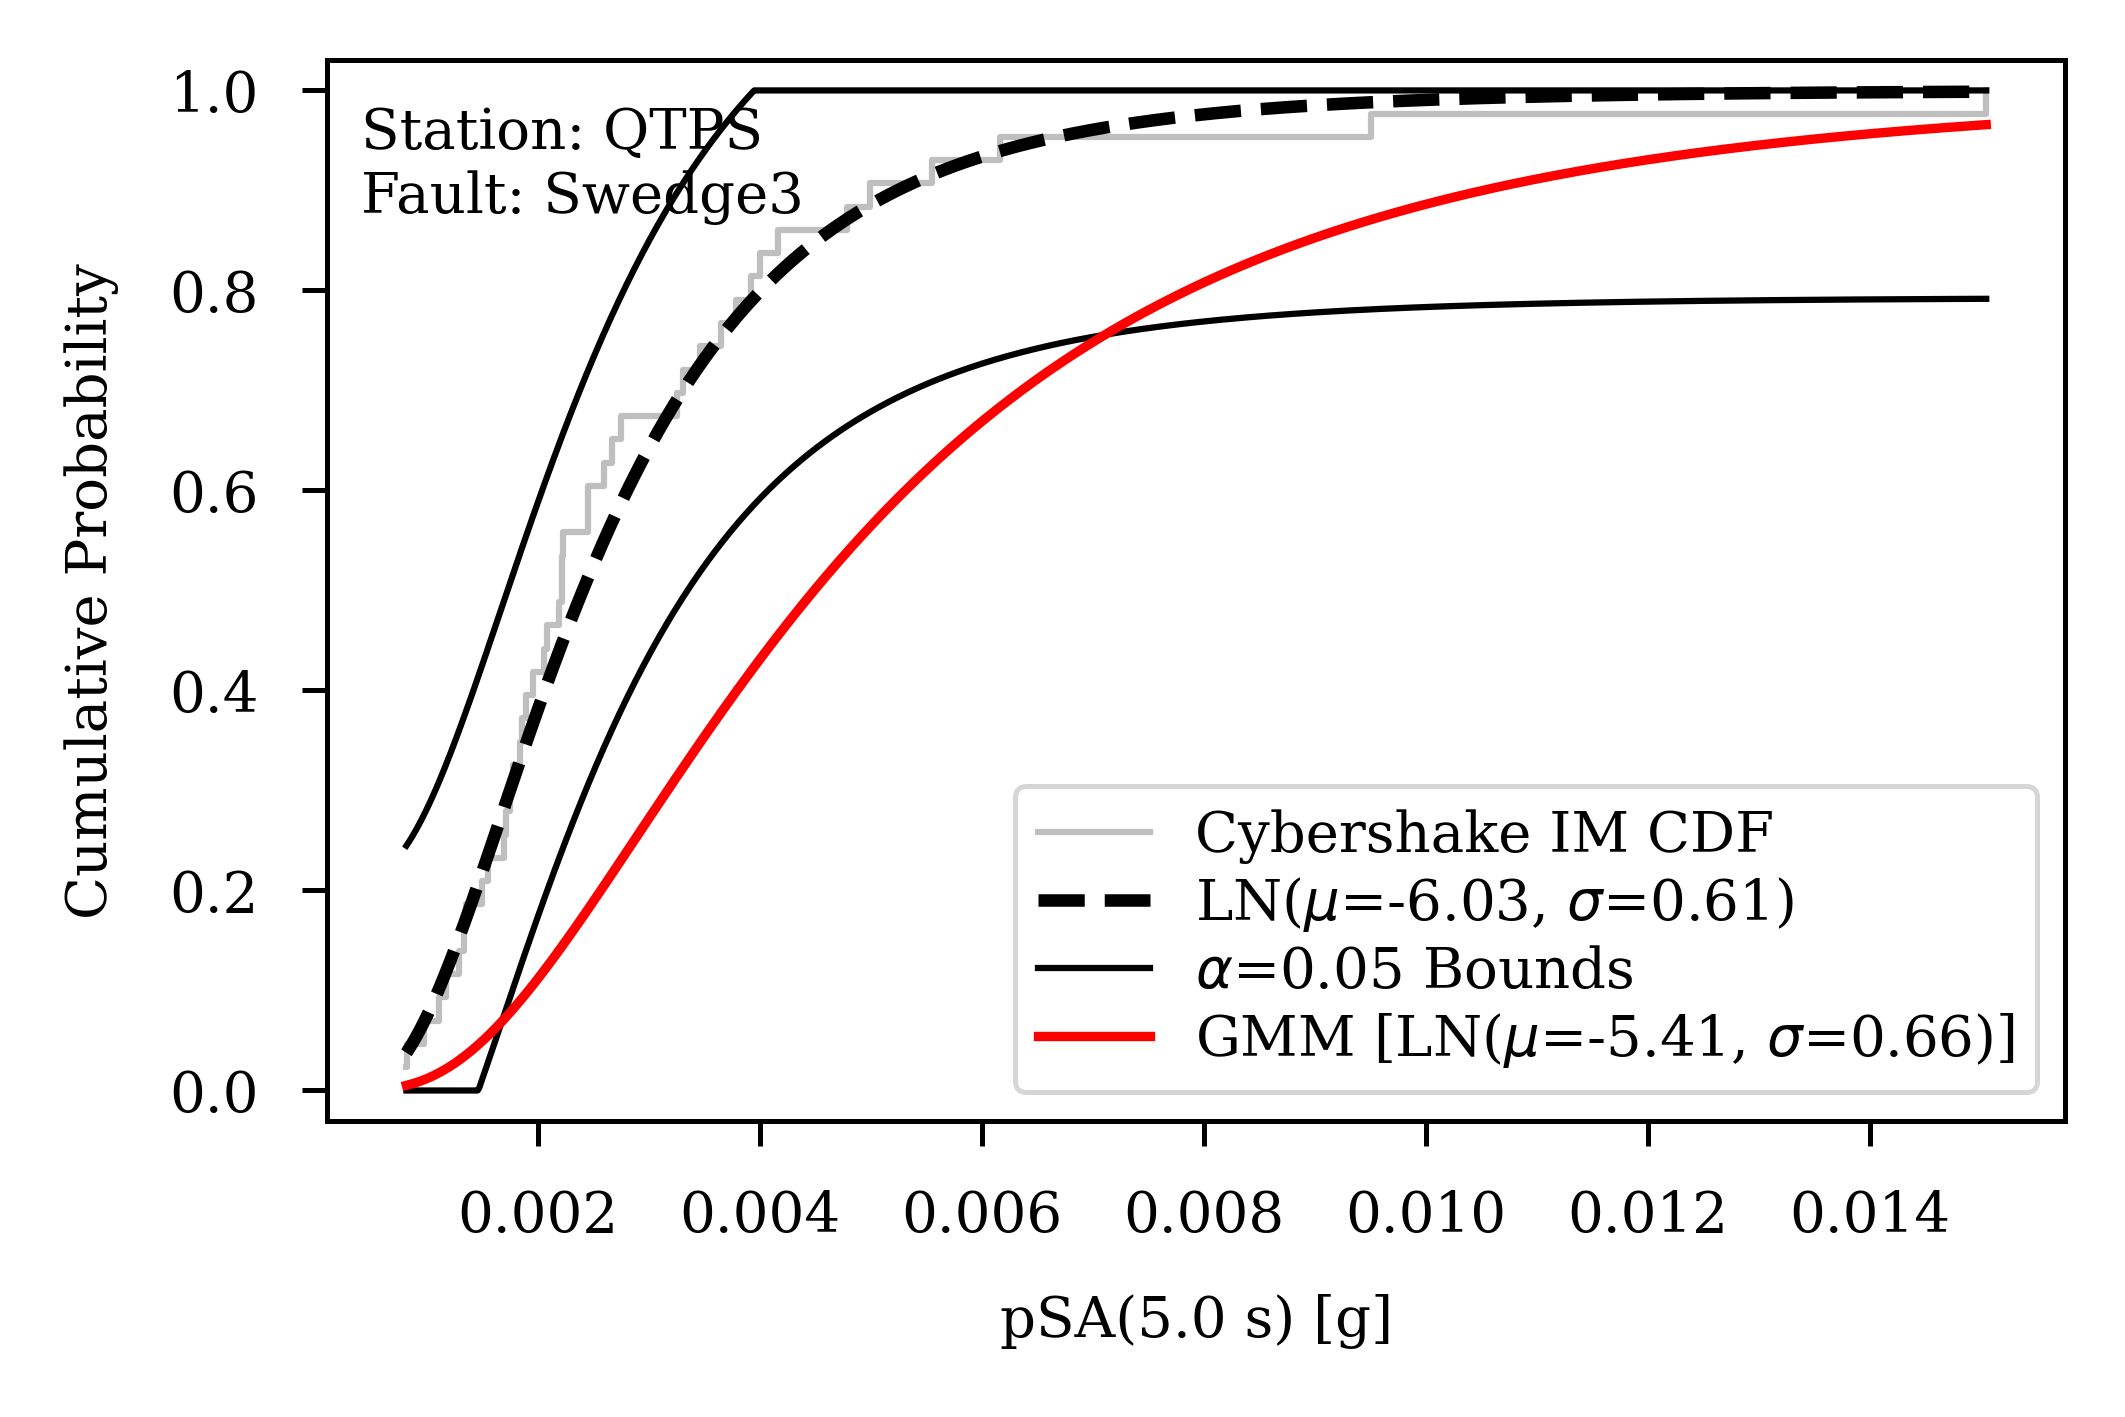 Station: QTPS
Fault: Swedge3
1.0
0.8
0.6
0.4
0.2
0.0
Cumulative Probability
Cybershake IM CDF
LN(μ=-6.03, σ=0.61)
α=0.05 Bounds
GMM [LN(μ=-5.41, σ=0.66)]
0.002 0.004 0.006 0.008 0.010 0.012 0.014
pSA(5.0 s) [g]